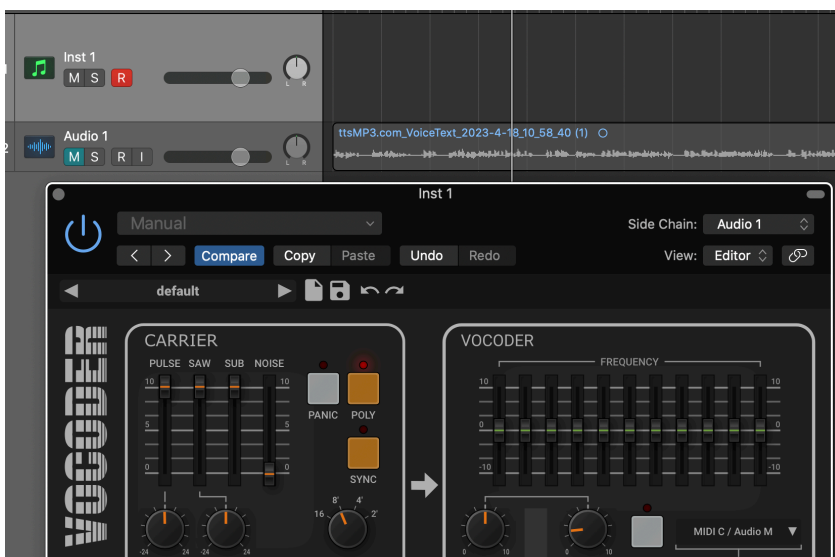 Inst 1
M S R
L R
2
Audio 1
M S R I
L R
ttsMP3.com_VoiceText_2023-4-18_10_58_40 (1)
Inst 1
Manual
Side Chain: Audio 1
Compare Copy Paste Undo Redo
View: Editor
default
VOCODER
CARRIER
PULSE SAW SUB NOISE
10 10
5 5
0 0
PANIC POLY
SYNC
16 8' 4' 2'
-24 24 -24 24
VOCODER
FREQUENCY
10 10
0 0
-10 -10
0 10 0 10
MIDI C / Audio M